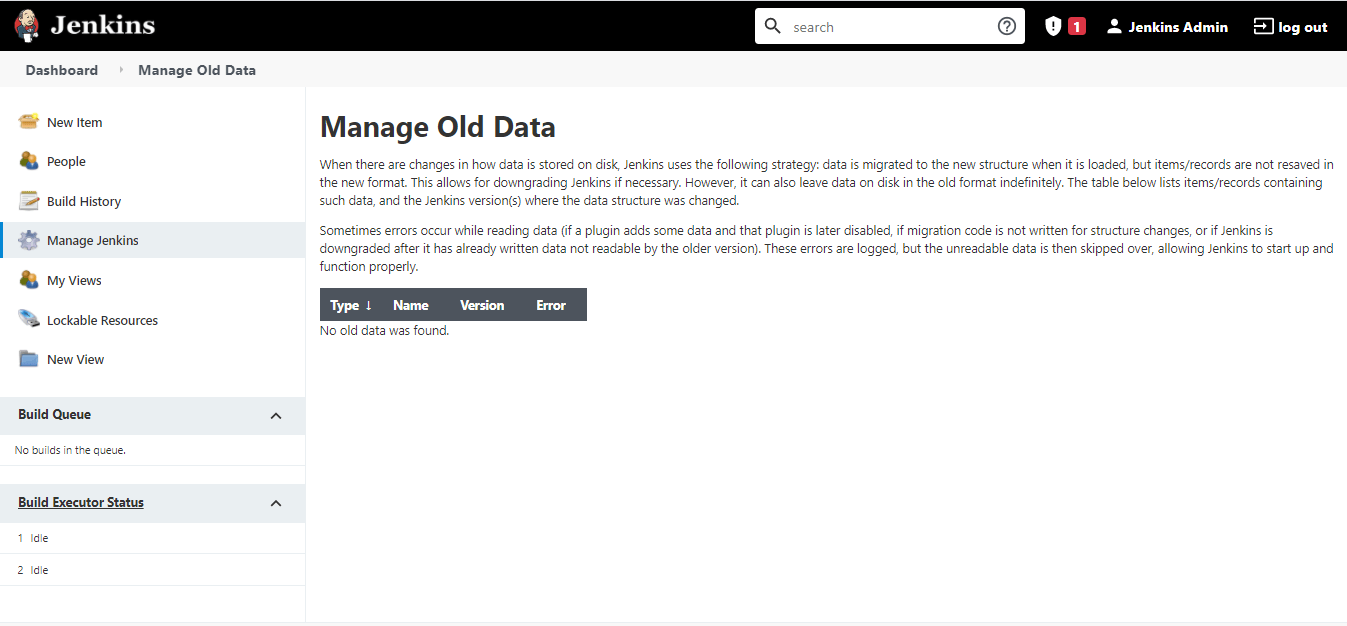 Jenkins
search
1
Jenkins Admin
log out
Dashboard
Manage Old Data
New Item
People
Build History
Manage Jenkins
My Views
Lockable Resources
New View
Build Queue
No builds in the queue.
Build Executor Status
1 Idle
2 Idle
Manage Old Data
When there are changes in how data is stored on disk, Jenkins uses the following strategy: data is migrated to the new structure when it is loaded, but items/records are not resaved in
the new format. This allows for downgrading Jenkins if necessary. However, it can also leave data on disk in the old format indefinitely. The table below lists items/records containing
such data, and the Jenkins version(s) where the data structure was changed.
Sometimes errors occur while reading data (if a plugin adds some data and that plugin is later disabled, if migration code is not written for structure changes, or if Jenkins is
downgraded after it has already written data not readable by the older version). These errors are logged, but the unreadable data is then skipped over, allowing Jenkins to start up and
function properly.
Type ↓ Name Version Error
No old data was found.